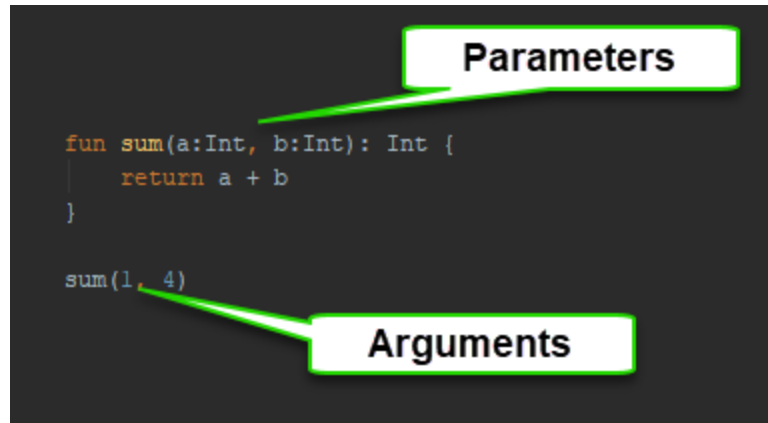 Parameters
fun sum(a:Int, b:Int): Int {
return a + b
}
sum(1, 4)
Arguments